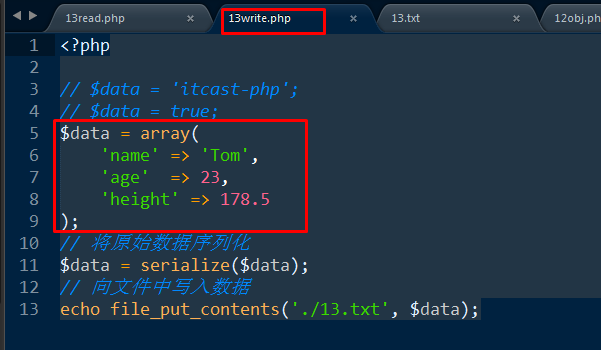 13read.php × 13write.php × 13.txt × 12obj.ph
1 <?php
2
3 // $data = 'itcast-php';
4 // $data = true;
5 $data = array(
6     'name' => 'Tom',
7     'age'  => 23,
8     'height' => 178.5
9 );
10 // 将原始数据序列化
11 $data = serialize($data);
12 // 向文件中写入数据
13 echo file_put_contents('./13.txt', $data);